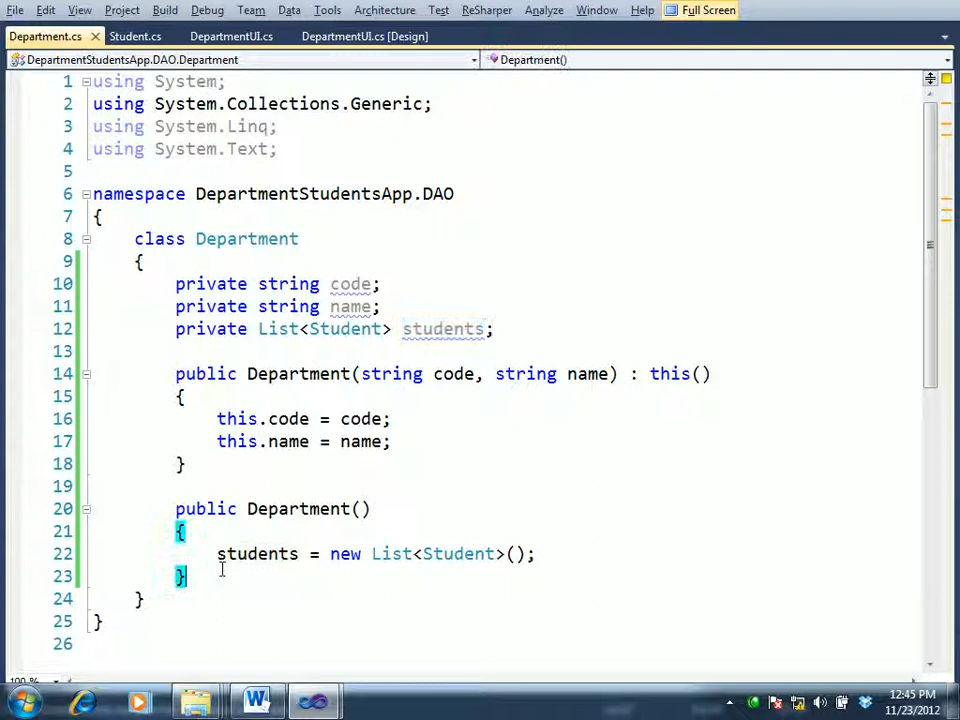 File Edit View Project Build Debug Team Data Tools Architecture Test ReSharper Analyze Window Help Full Screen
Department.cs Student.cs DepartmentUI.cs DepartmentUI.cs [Design]
DepartmentStudentsApp.DAO.Department Department()
1 using System;
2 using System.Collections.Generic;
3 using System.Linq;
4 using System.Text;
5
6 namespace DepartmentStudentsApp.DAO
7 {
8 class Department
9 {
10 private string code;
11 private string name;
12 private List<Student> students;
13
14 public Department(string code, string name) : this()
15 {
16 this.code = code;
17 this.name = name;
18 }
19
20 public Department()
21 {
22 students = new List<Student>();
23 }
24 }
25 }
26
100 %
12:45 PM
11/23/2012